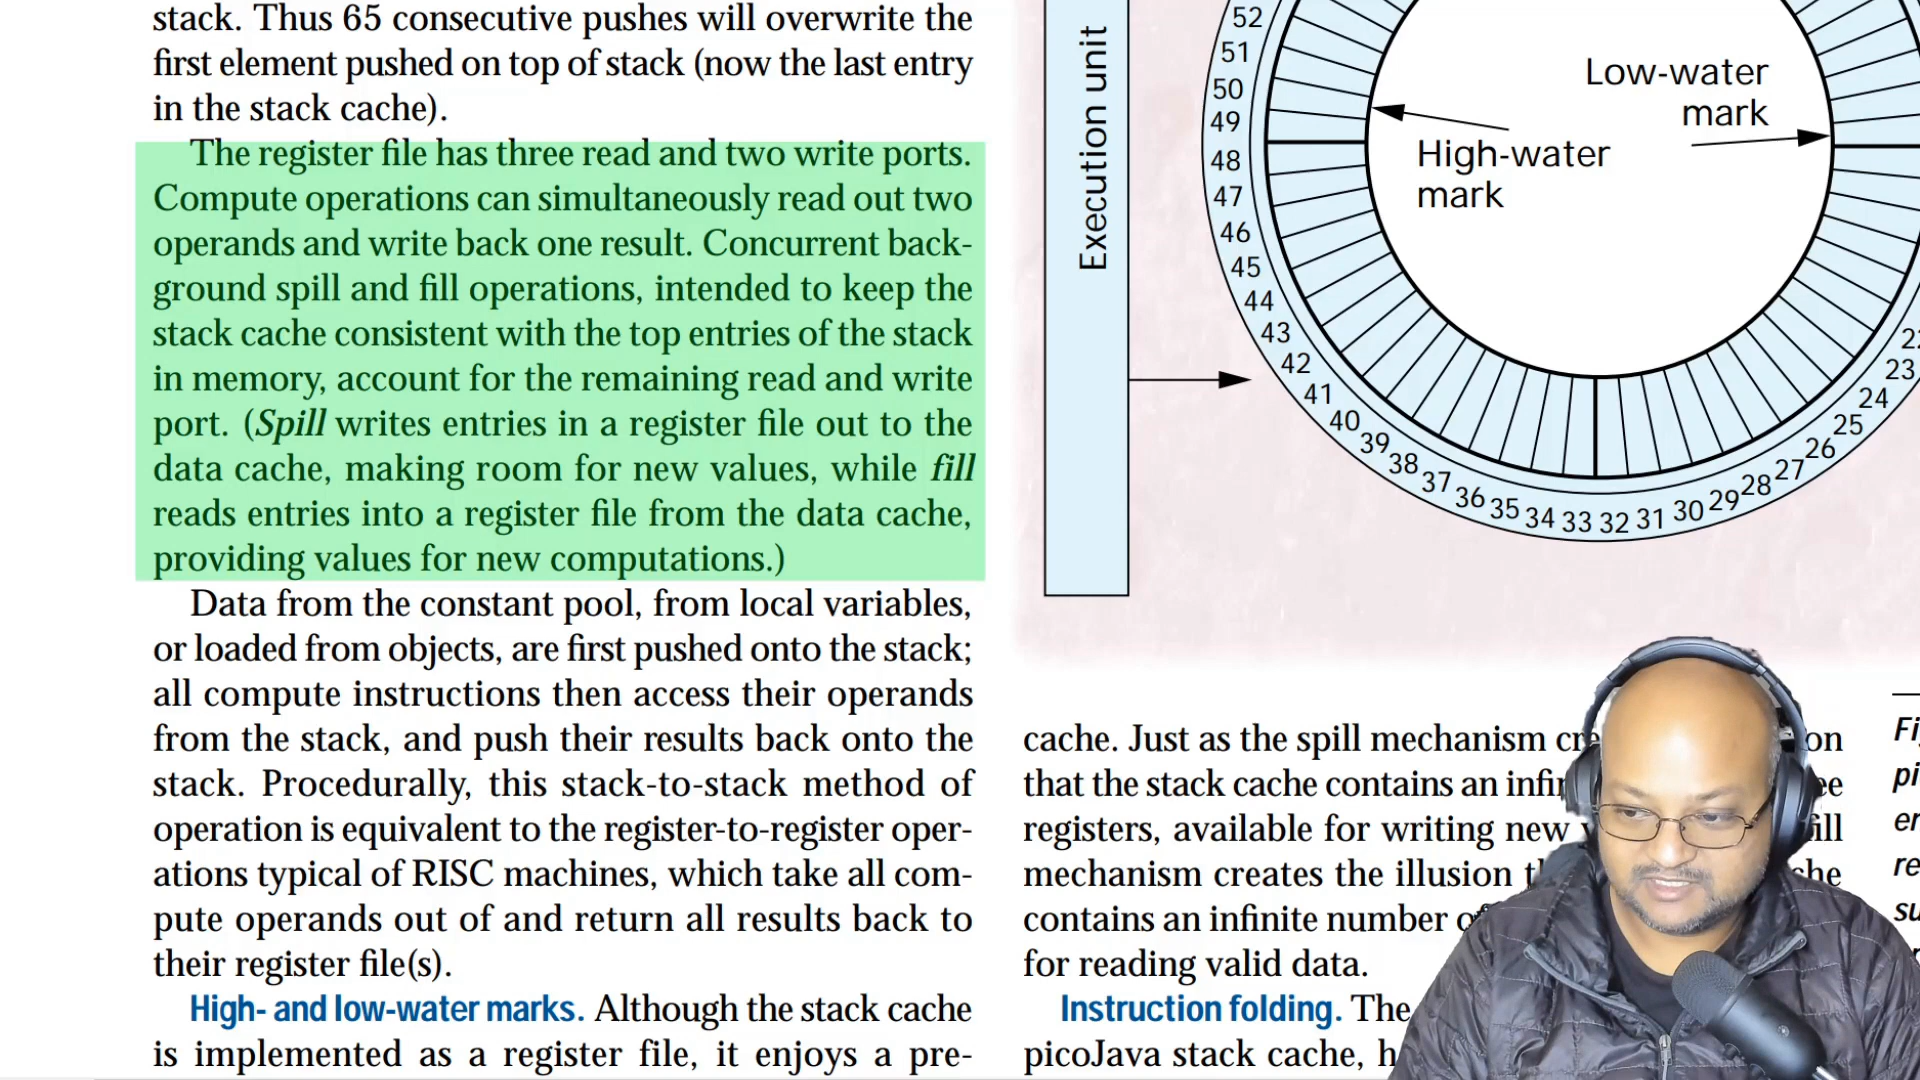 stack. Thus 65 consecutive pushes will overwrite the
first element pushed on top of stack (now the last entry
in the stack cache).
The register file has three read and two write ports.
Compute operations can simultaneously read out two
operands and write back one result. Concurrent back-
ground spill and fill operations, intended to keep the
stack cache consistent with the top entries of the stack
in memory, account for the remaining read and write
port. (Spill writes entries in a register file out to the
data cache, making room for new values, while fill
reads entries into a register file from the data cache,
providing values for new computations.)
Data from the constant pool, from local variables,
or loaded from objects, are first pushed onto the stack;
all compute instructions then access their operands
from the stack, and push their results back onto the
stack. Procedurally, this stack-to-stack method of
operation is equivalent to the register-to-register oper-
ations typical of RISC machines, which take all com-
pute operands out of and return all results back to
their register file(s).
High- and low-water marks. Although the stack cache
is implemented as a register file, it enjoys a pre-
Execution unit
52
51
50
49
48
47
46
45
44
43
42
41
40
39
38
37
36
35
34
33
32
31
30
29
28
27
26
25
24
23
Low-water
mark
High-water
mark
cache. Just as the spill mechanism
on
that the stack cache contains an
registers, available for writing new
mechanism creates the illusion
contains an infinite number
for reading valid data.
Instruction folding. The
picoJava stack cache,